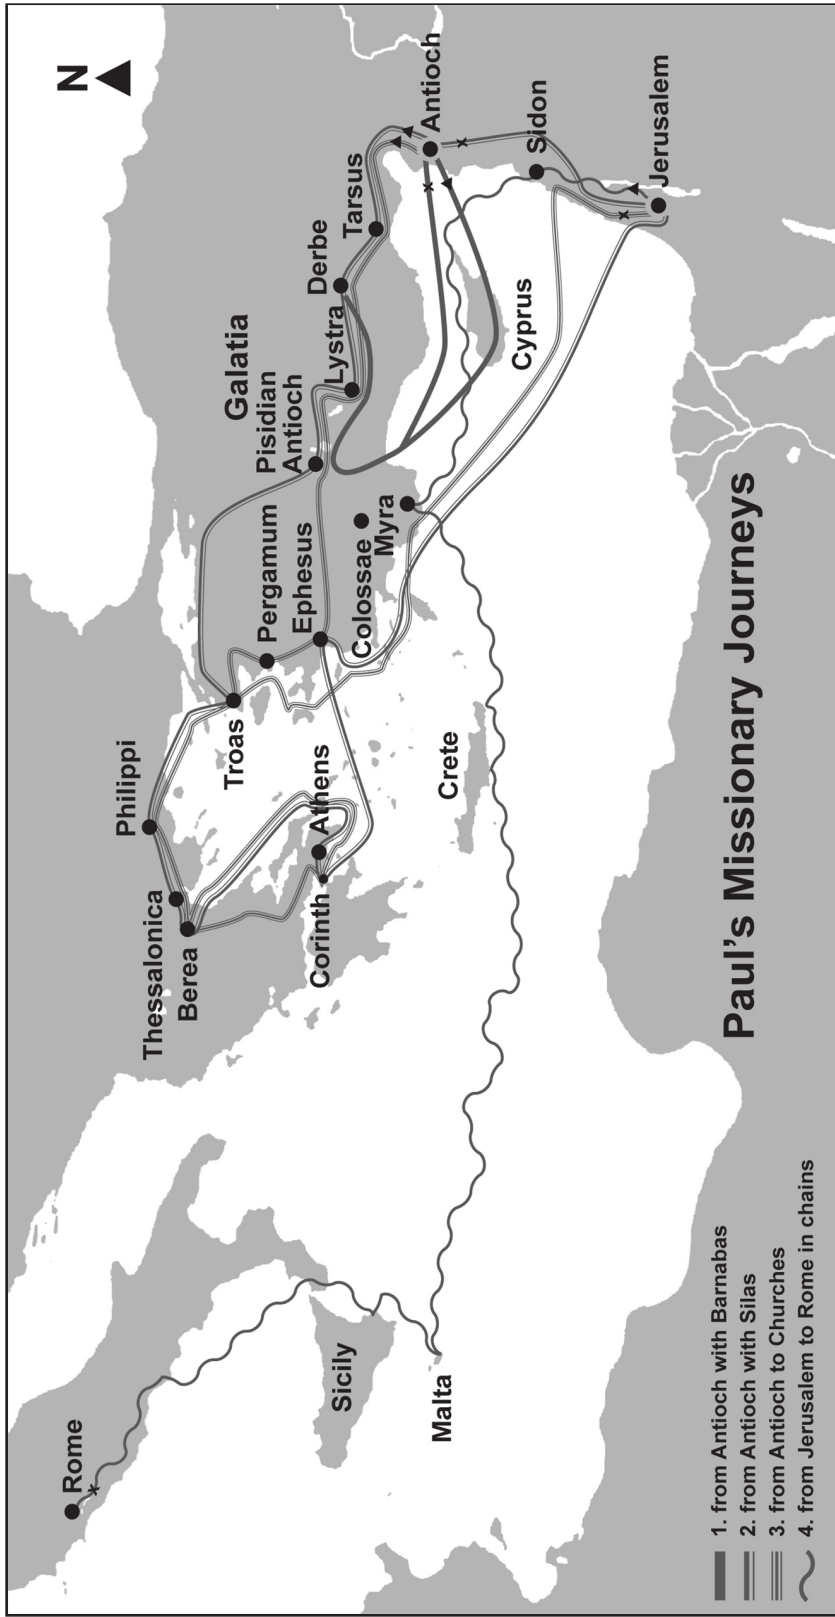 N
Philippi
Thessalonica
Berea
Troas
Pergamum
Galatia
Pisidian
Antioch
Lystra
Derbe
Tarsus
Antioch
Ephesus
Colossae
Myra
Athens
Corinth
Rome
Sicily
Malta
Crete
Cyprus
Sidon
Jerusalem
Paul's Missionary Journeys
1. from Antioch with Barnabas
2. from Antioch with Silas
3. from Antioch to Churches
4. from Jerusalem to Rome in chains